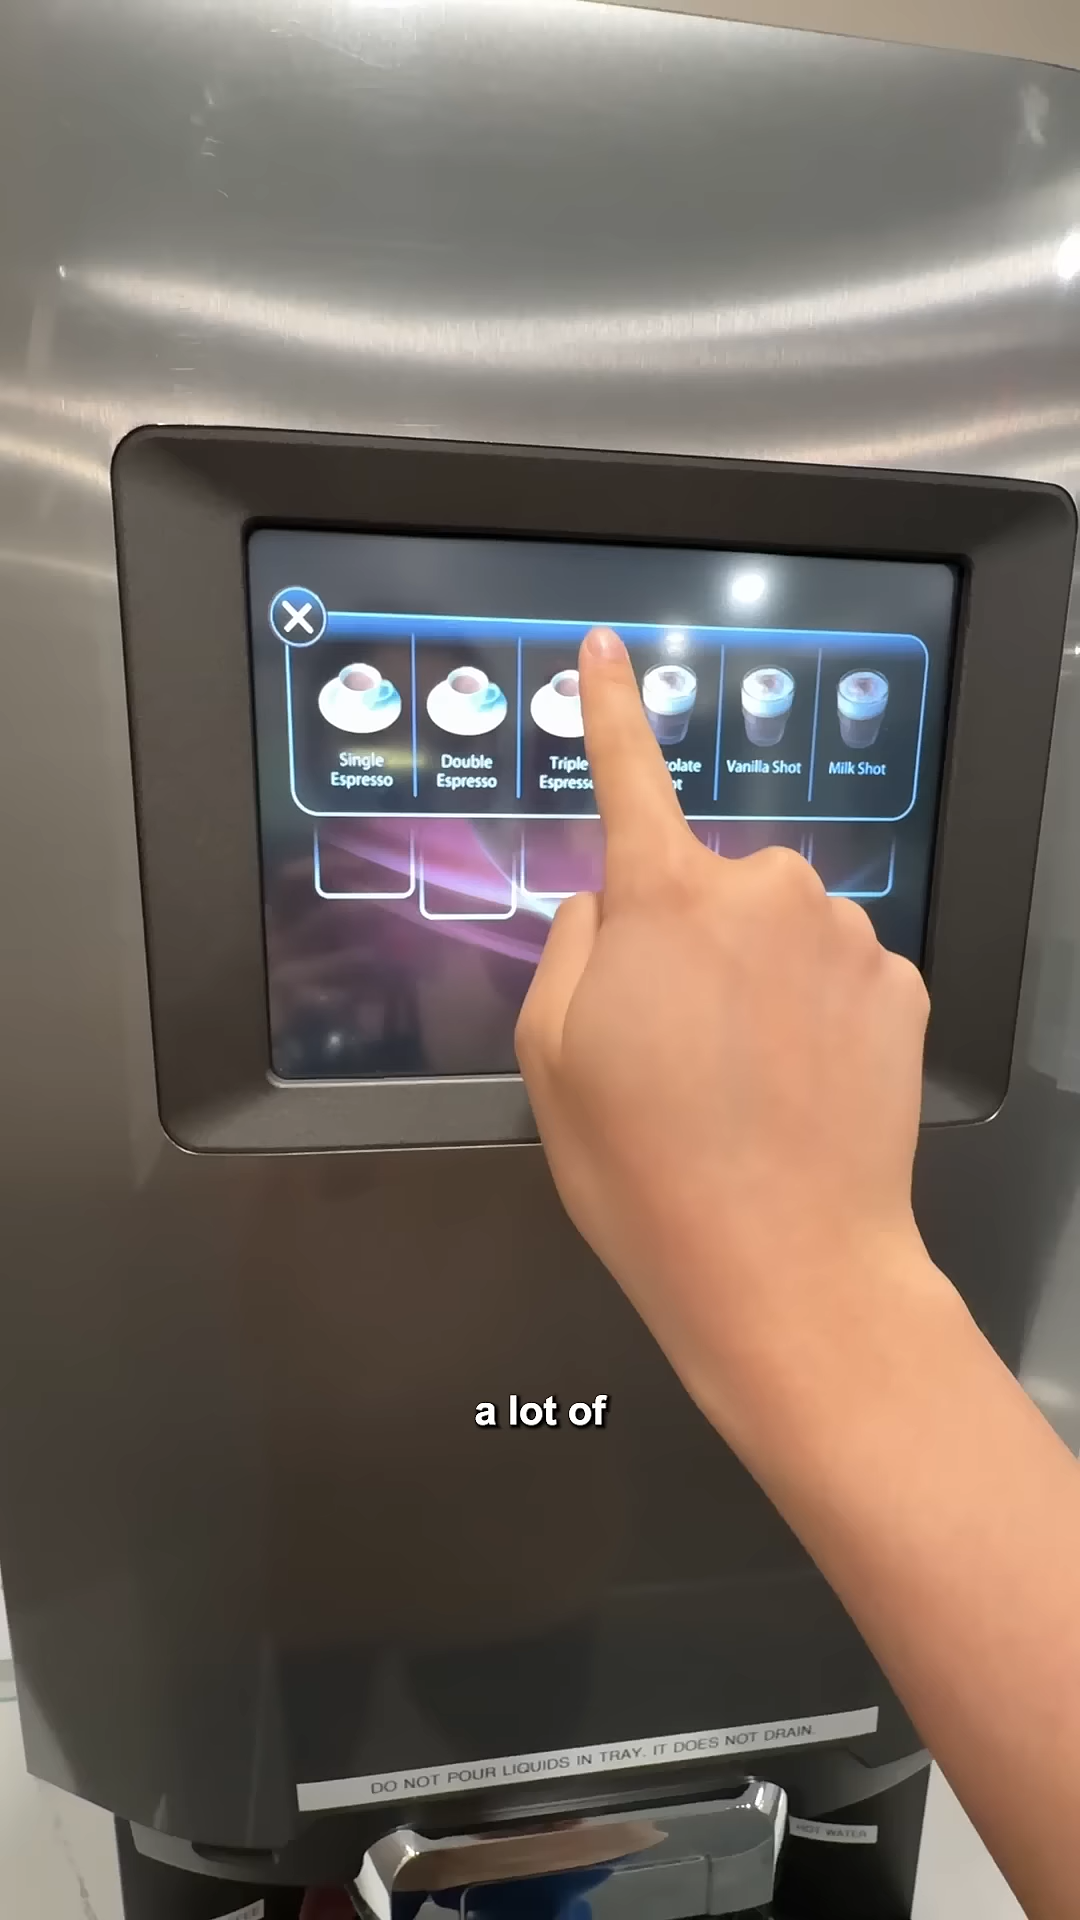 Single
Espresso
Double
Espresso
Triple
Espresso
Vanilla Shot
Milk Shot
a lot of
DO NOT POUR LIQUIDS IN TRAY. IT DOES NOT DRAIN.
HOT WATER